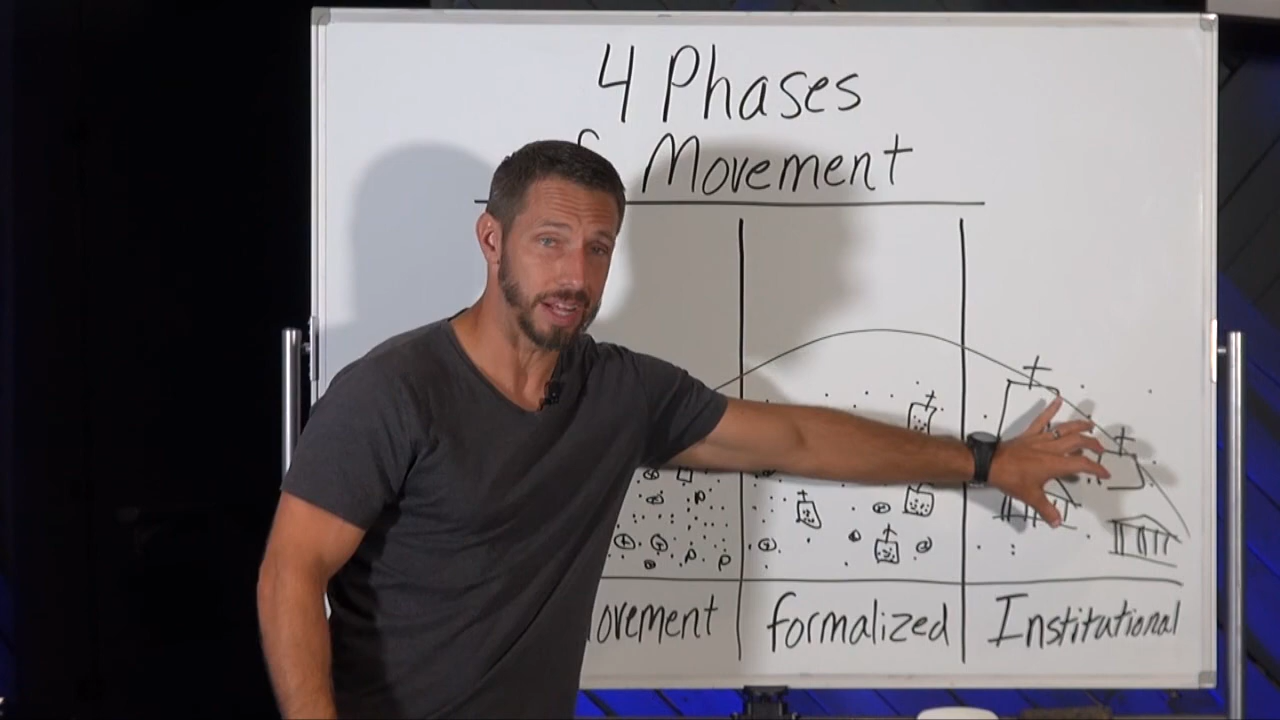 4 Phases
Movement
ovement
formalized
Institutional